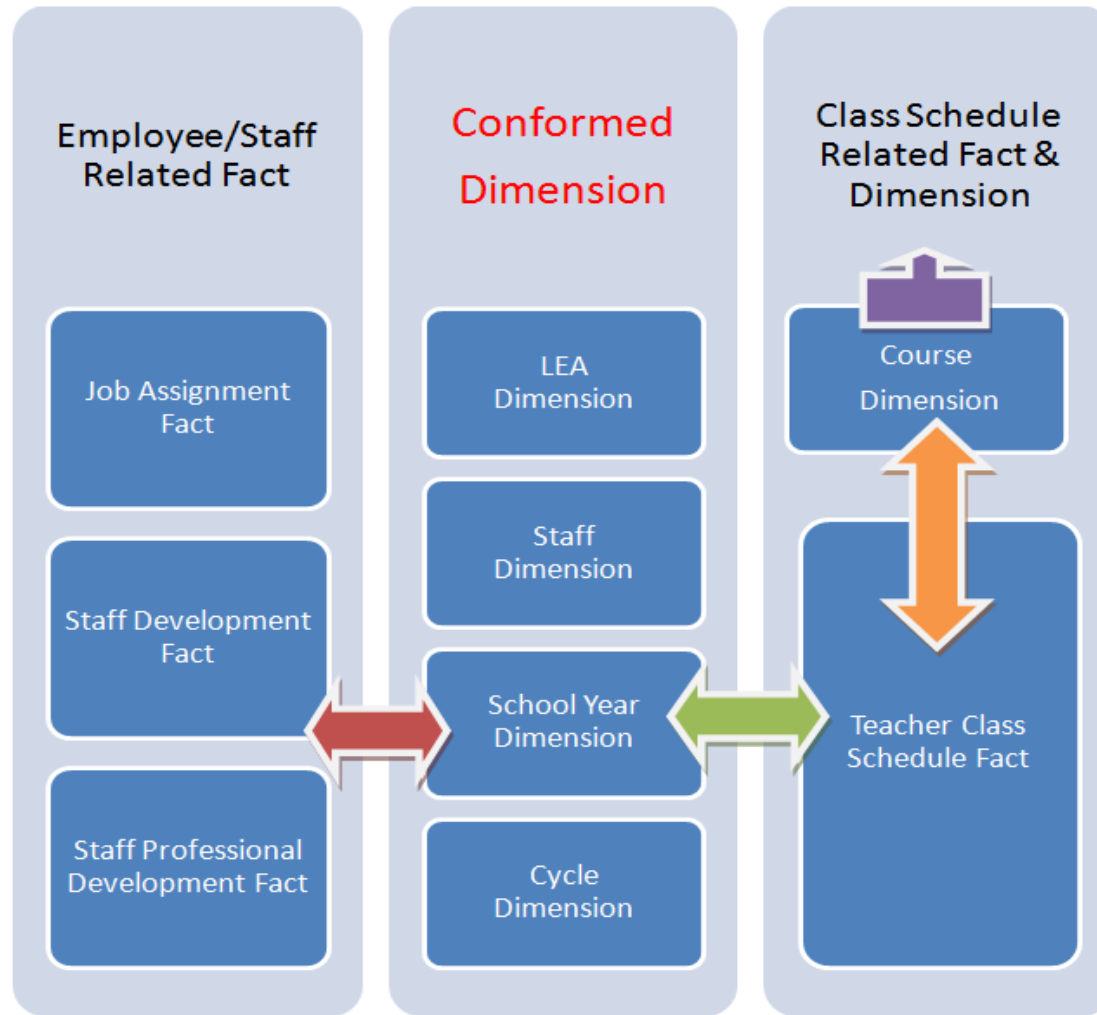 Employee/Staff
Related Fact
Job Assignment
Fact
Staff Development
Fact
Staff Professional
Development Fact
Conformed
Dimension
LEA
Dimension
Staff
Dimension
School Year
Dimension
Cycle
Dimension
Class Schedule
Related Fact &
Dimension
Course
Dimension
Teacher Class
Schedule Fact